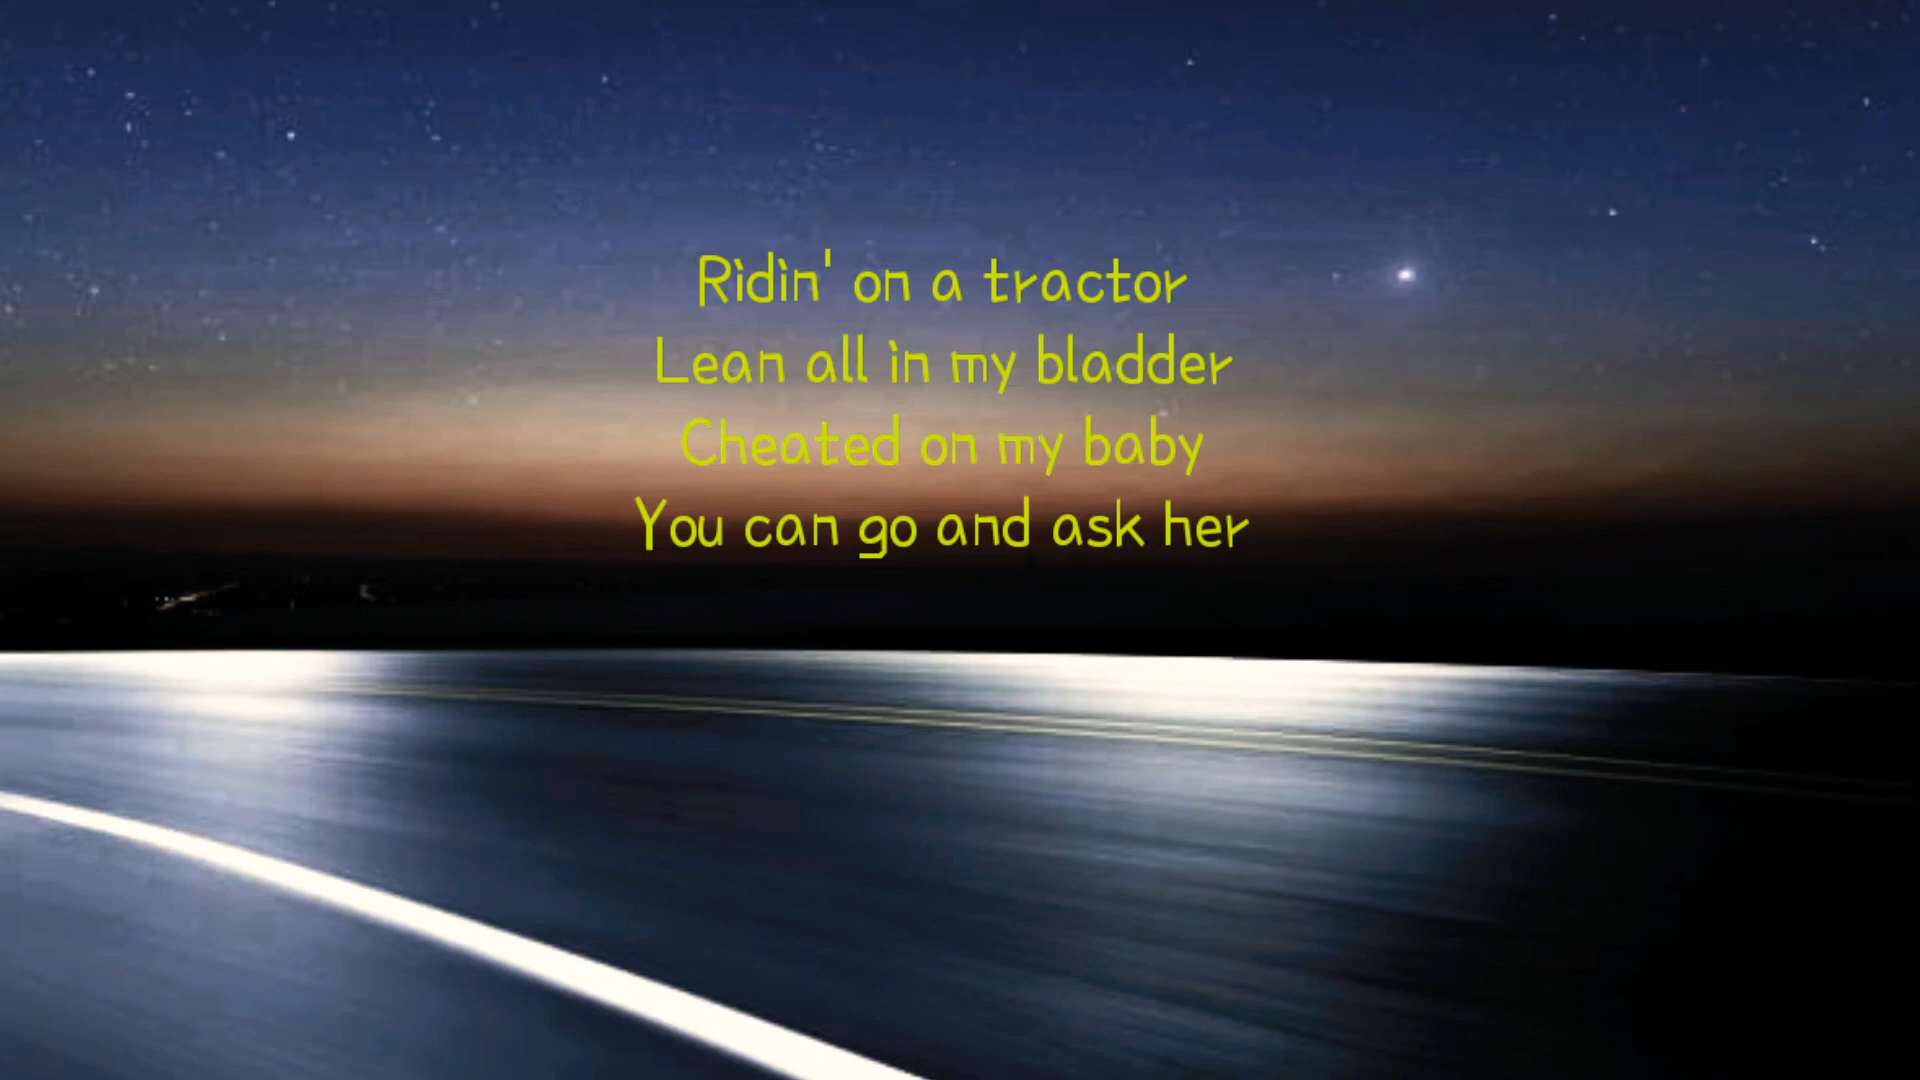 Ridin' on a tractor
Lean all in my bladder
Cheated on my baby
You can go and ask her